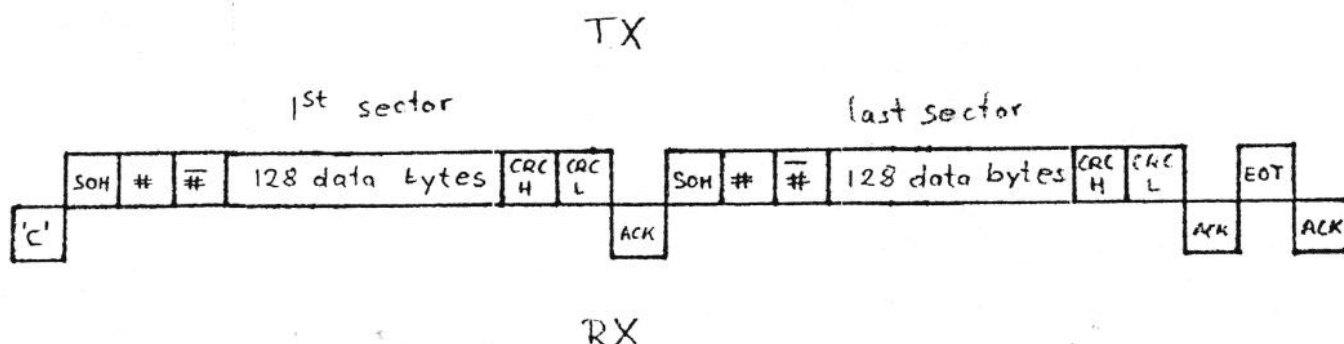 TX
1st sector last sector
SOH # # 128 data bytes CRC H CRC L SOH # # 128 data bytes CRC H CRC L EOT
'C' ACK ACK ACK
RX